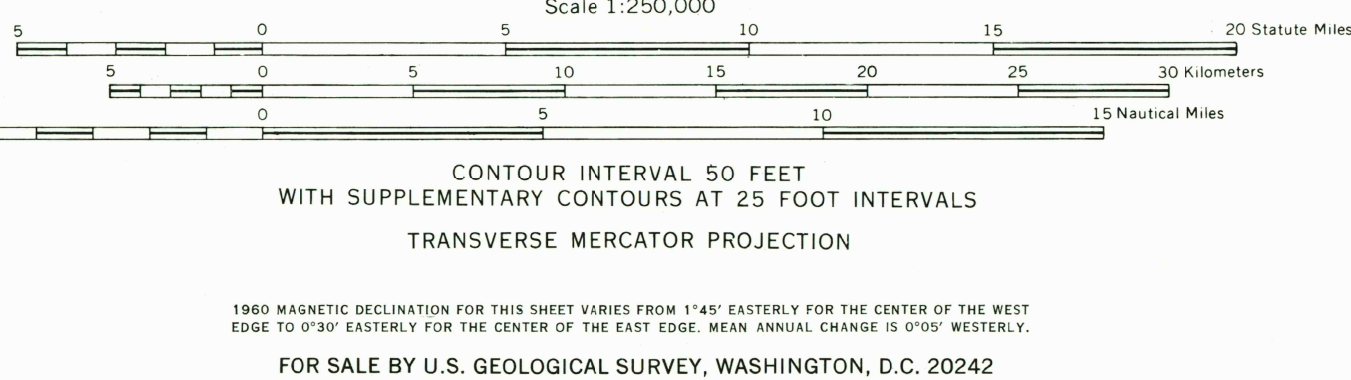 Scale 1:250,000
5 0 5 10 15 20 Statute Miles
5 0 5 10 15 20 25 30 Kilometers
0 5 10 15 Nautical Miles
CONTOUR INTERVAL 50 FEET
WITH SUPPLEMENTARY CONTOURS AT 25 FOOT INTERVALS
TRANSVERSE MERCATOR PROJECTION
1960 MAGNETIC DECLINATION FOR THIS SHEET VARIES FROM 1°45′ EASTERLY FOR THE CENTER OF THE WEST
EDGE TO 0°30′ EASTERLY FOR THE CENTER OF THE EAST EDGE. MEAN ANNUAL CHANGE IS 0°05′ WESTERLY.
FOR SALE BY U.S. GEOLOGICAL SURVEY, WASHINGTON, D.C. 20242